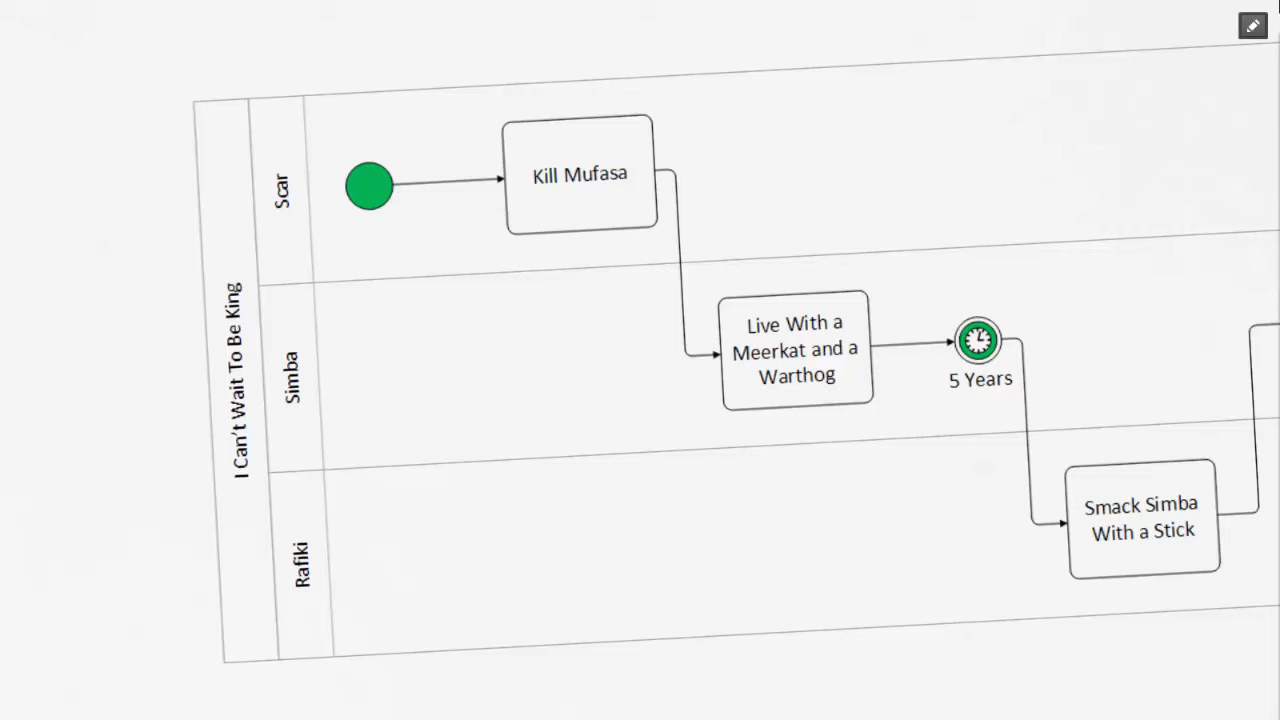 I Can't Wait To Be King
Scar
Kill Mufasa
Simba
Live With a
Meerkat and a
Warthog
5 Years
Rafiki
Smack Simba
With a Stick